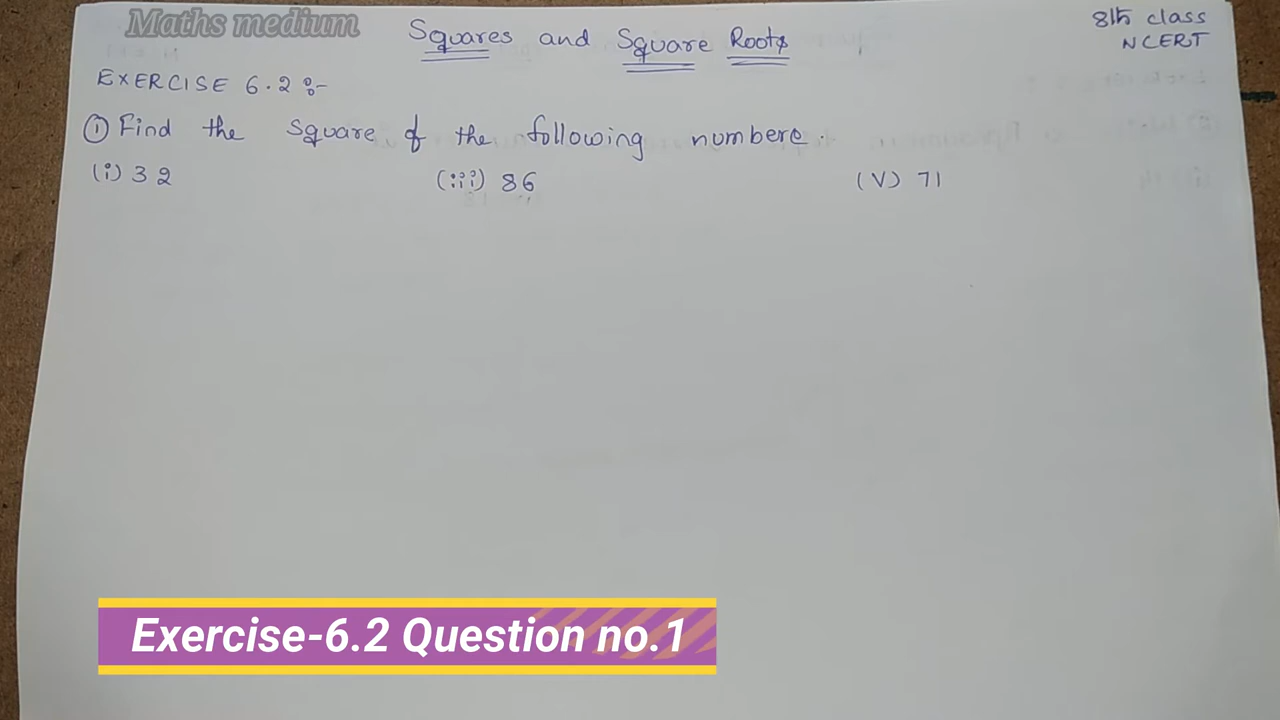 Maths medium
Squares and Square Roots
8th class
NCERT
EXERCISE 6.2 :-
① Find the Square of the following numbers.
(i) 32 (iii) 86 (V) 71
Exercise-6.2 Question no.1